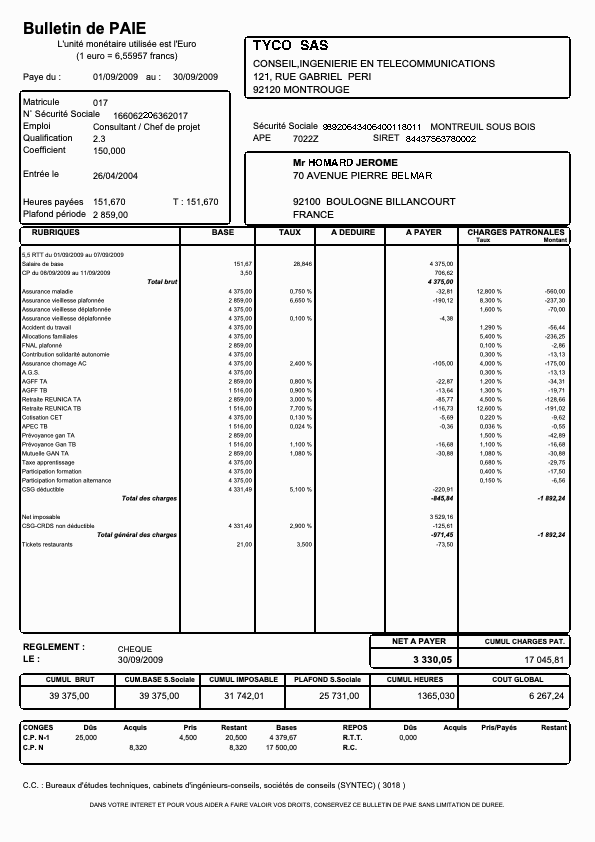 Bulletin de PAIE
L'unité monétaire utilisée est l'Euro
(1 euro = 6,55957 francs)
Paye du : 01/09/2009 au : 30/09/2009
TYCO SAS
CONSEIL,INGENIERIE EN TELECOMMUNICATIONS
121, RUE GABRIEL PERI
92120 MONTROUGE
Matricule 017
N° Sécurité Sociale 166062206362017
Emploi Consultant / Chef de projet
Qualification 2.3
Coefficient 150,000
Entrée le 26/04/2004
Heures payées 151,670 T : 151,670
Plafond période 2 859,00
Sécurité Sociale 98920643406400118011 MONTREUIL SOUS BOIS
APE 7022Z SIRET 84437563780002
Mr HOMARD JEROME
70 AVENUE PIERRE BELMAR
92100 BOULOGNE BILLANCOURT
FRANCE
RUBRIQUES BASE TAUX A DEDUIRE A PAYER CHARGES PATRONALES
Taux Montant
5,5 RTT du 01/09/2009 au 07/09/2009
Salaire de base 151,67 28,846 4 375,00
CP du 08/09/2009 au 11/09/2009 3,50 706,62
Total brut 4 375,00
Assurance maladie 4 375,00 0,750 % -32,81 12,800 % -560,00
Assurance vieillesse plafonnée 2 859,00 6,650 % -190,12 8,300 % -237,30
Assurance vieillesse déplafonnée 4 375,00 1,600 % -70,00
Assurance vieillesse déplafonnée 4 375,00 0,100 % -4,38
Accident du travail 4 375,00 1,290 % -56,44
Allocations familiales 4 375,00 5,400 % -236,25
FNAL plafonné 2 859,00 0,100 % -2,86
Contribution solidarité autonomie 4 375,00 0,300 % -13,13
Assurance chomage AC 4 375,00 2,400 % -105,00 4,000 % -175,00
A.G.S. 4 375,00 0,300 % -13,13
AGFF TA 2 859,00 0,800 % -22,87 1,200 % -34,31
AGFF TB 1 516,00 0,900 % -13,64 1,300 % -19,71
Retraite REUNICA TA 2 859,00 3,000 % -85,77 4,500 % -128,66
Retraite REUNICA TB 1 516,00 7,700 % -116,73 12,600 % -191,02
Cotisation CET 4 375,00 0,130 % -5,69 0,220 % -9,62
APEC TB 1 516,00 0,024 % -0,36 0,036 % -0,55
Prévoyance gan TA 2 859,00 1,500 % -42,89
Prévoyance Gan TB 1 516,00 1,100 % -16,68 1,100 % -16,68
Mutuelle GAN TA 2 859,00 1,080 % -30,88 1,080 % -30,88
Taxe apprentissage 4 375,00 0,680 % -29,75
Participation formation 4 375,00 0,400 % -17,50
Participation formation alternance 4 375,00 0,150 % -6,56
CSG déductible 4 331,49 5,100 % -220,91
Total des charges -845,84 -1 892,24
Net imposable 3 529,16
CSG-CRDS non déductible 4 331,49 2,900 % -125,61
Total général des charges -971,45 -1 892,24
Tickets restaurants 21,00 3,500 -73,50
REGLEMENT : CHEQUE
LE : 30/09/2009
NET A PAYER CUMUL CHARGES PAT.
3 330,05 17 045,81
CUMUL BRUT CUM.BASE S.Sociale CUMUL IMPOSABLE PLAFOND S.Sociale CUMUL HEURES COUT GLOBAL
39 375,00 39 375,00 31 742,01 25 731,00 1365,030 6 267,24
CONGES Dûs Acquis Pris Restant Bases REPOS Dûs Acquis Pris/Payés Restant
C.P. N-1 25,000 4,500 20,500 4 379,67 R.T.T. 0,000
C.P. N 8,320 8,320 17 500,00 R.C.
C.C. : Bureaux d'études techniques, cabinets d'ingénieurs-conseils, sociétés de conseils (SYNTEC) ( 3018 )
DANS VOTRE INTERET ET POUR VOUS AIDER A FAIRE VALOIR VOS DROITS, CONSERVEZ CE BULLETIN DE PAIE SANS LIMITATION DE DUREE.